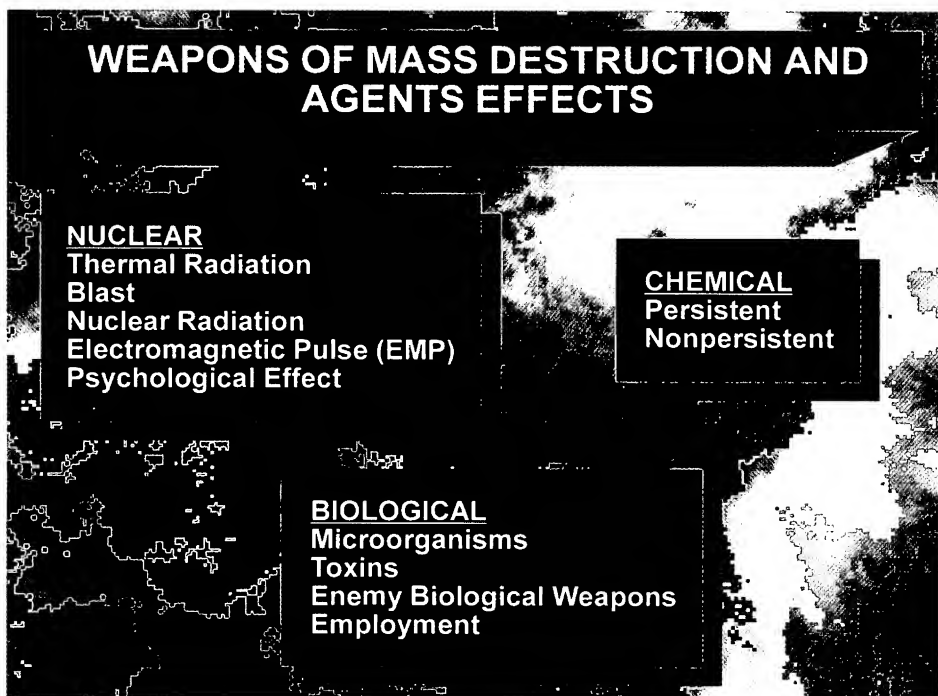 WEAPONS OF MASS DESTRUCTION AND
AGENTS EFFECTS
NUCLEAR
Thermal Radiation
Blast
Nuclear Radiation
Electromagnetic Pulse (EMP)
Psychological Effect
CHEMICAL
Persistent
Nonpersistent
BIOLOGICAL
Microorganisms
Toxins
Enemy Biological Weapons
Employment